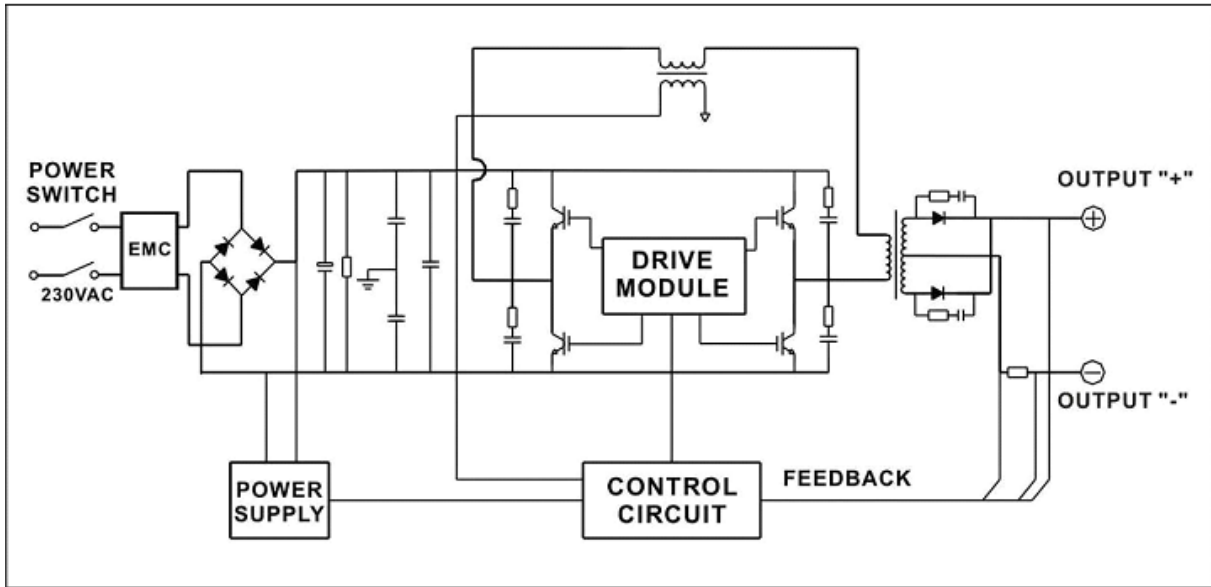 POWER
SWITCH
230VAC
EMC
DRIVE
MODULE
OUTPUT "+"
OUTPUT "-"
POWER
SUPPLY
CONTROL
CIRCUIT
FEEDBACK